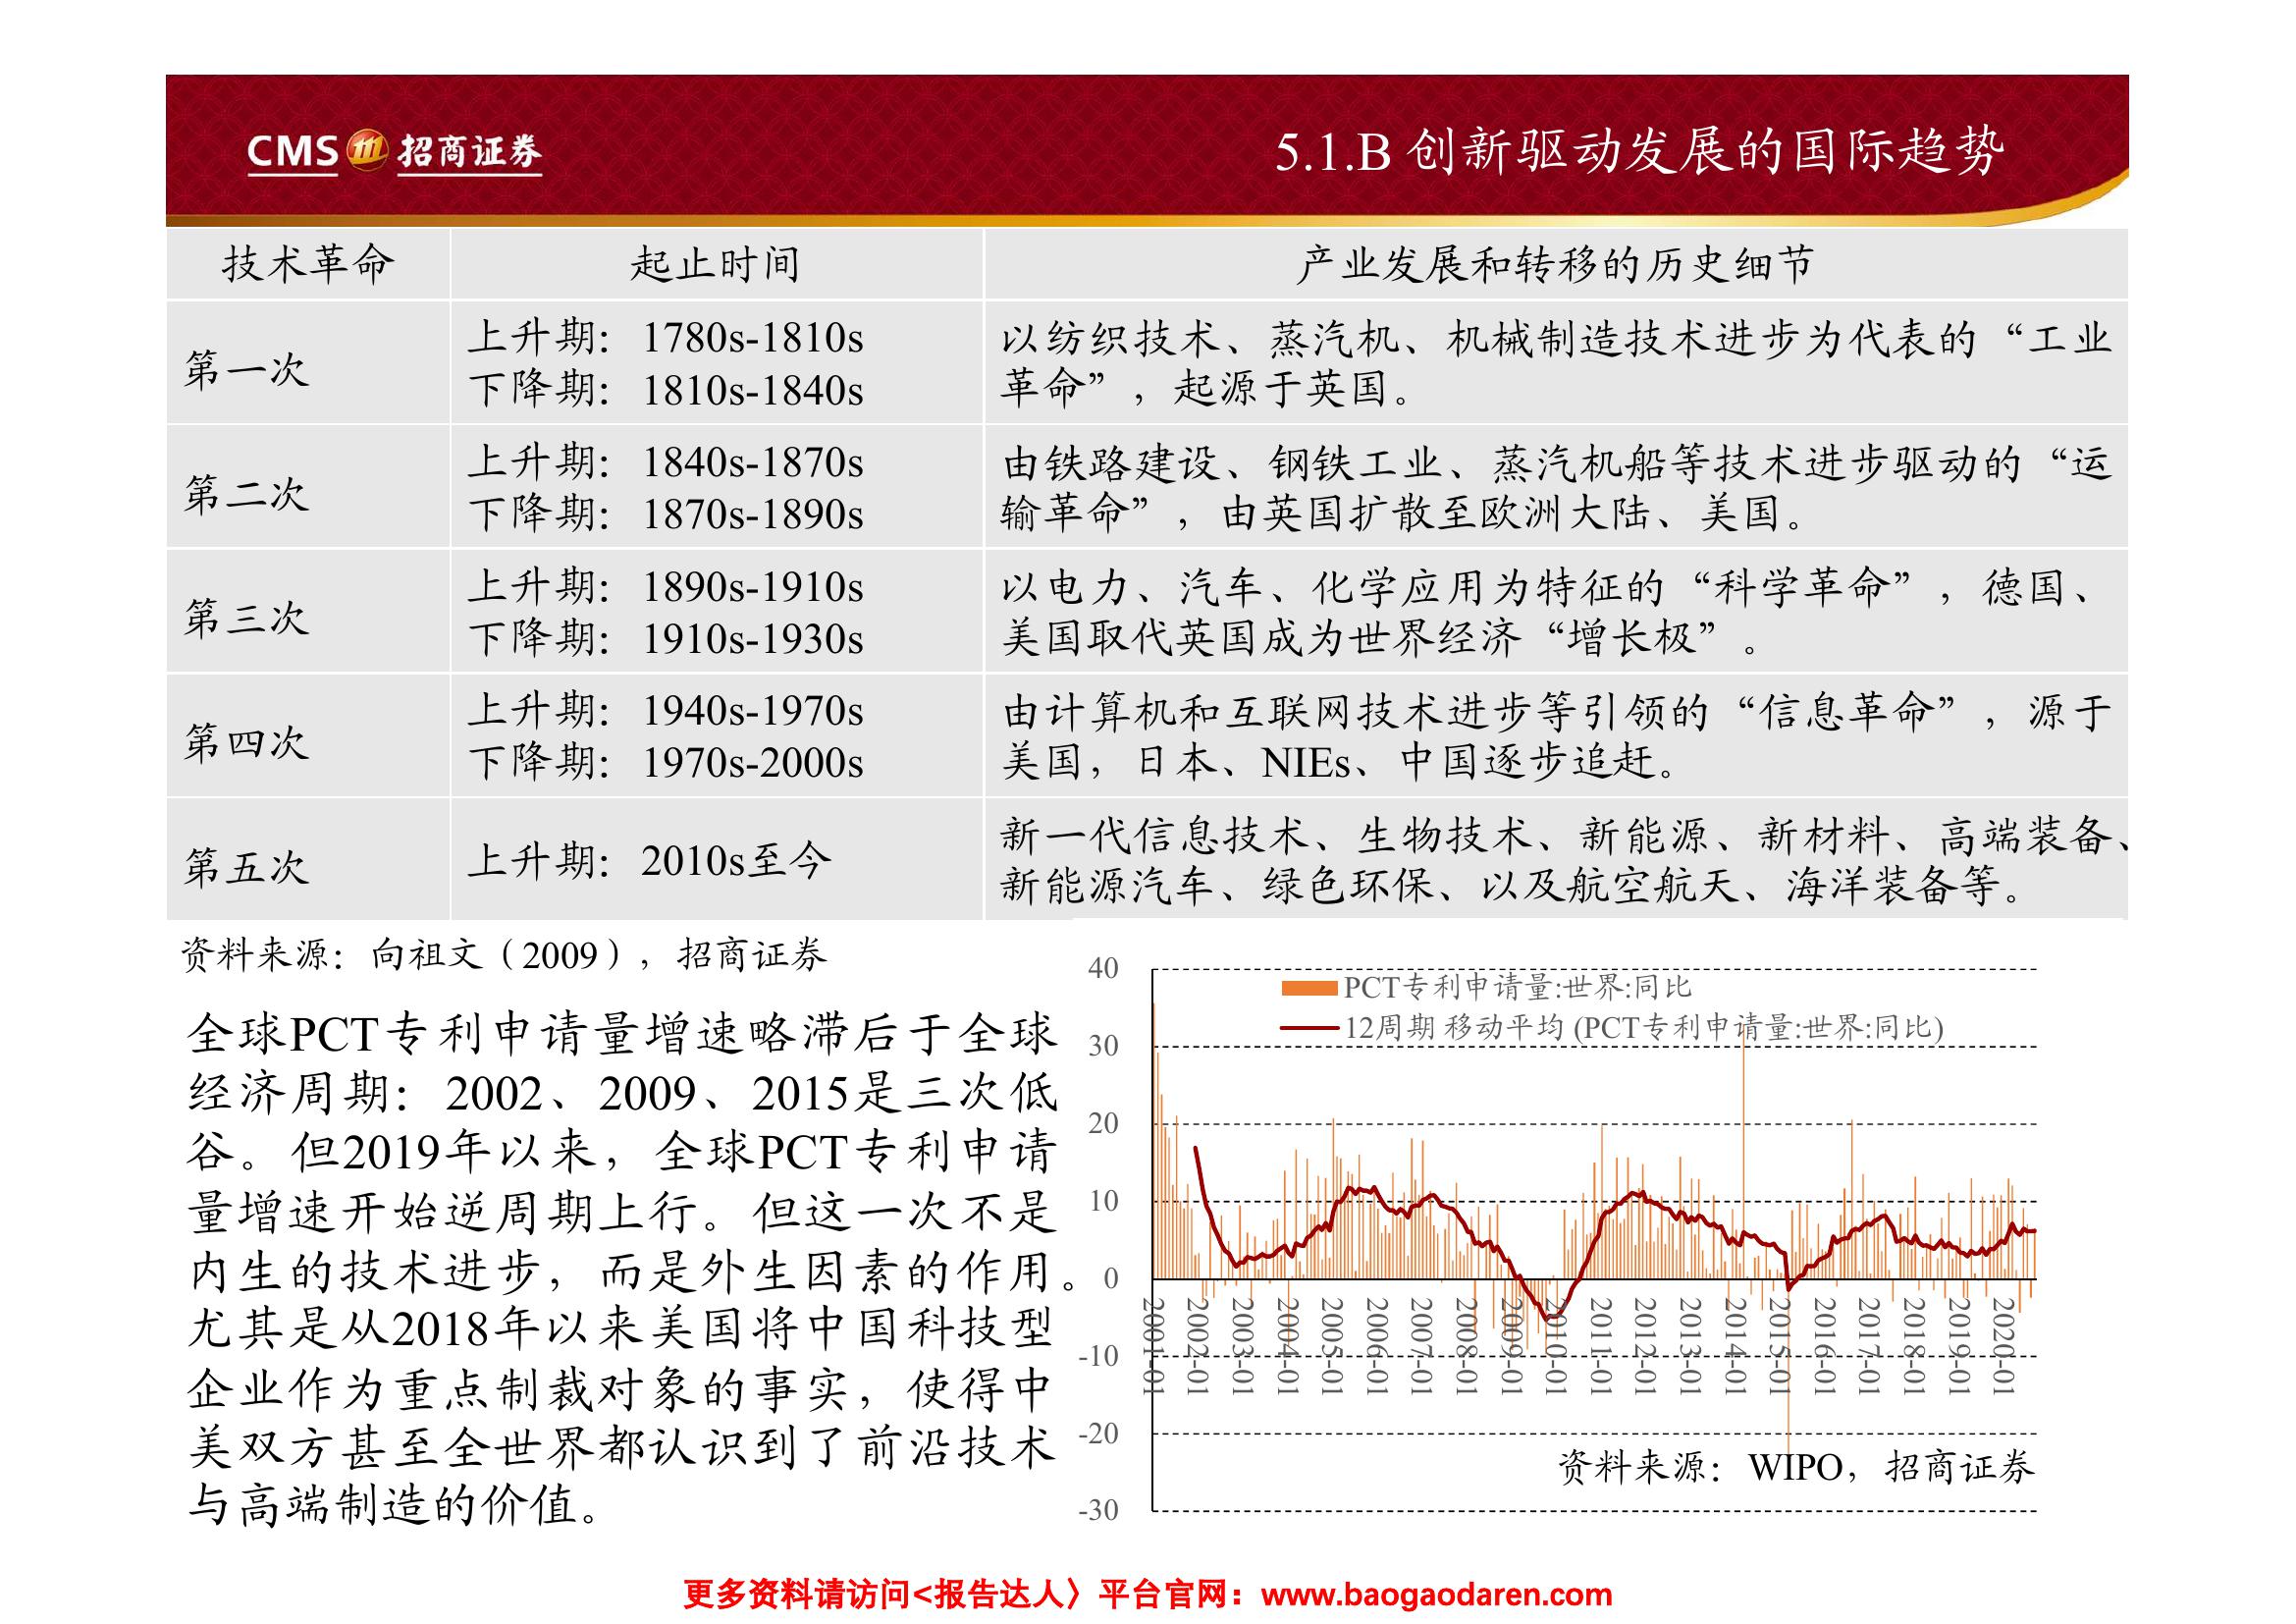 CMS 招商证券
5.1.B 创新驱动发展的国际趋势
技术革命
起止时间
产业发展和转移的历史细节
第一次
上升期：1780s-1810s
下降期：1810s-1840s
以纺织技术、蒸汽机、机械制造技术进步为代表的“工业
革命”，起源于英国。
第二次
上升期：1840s-1870s
下降期：1870s-1890s
由铁路建设、钢铁工业、蒸汽机船等技术进步驱动的“运
输革命”，由英国扩散至欧洲大陆、美国。
第三次
上升期：1890s-1910s
下降期：1910s-1930s
以电力、汽车、化学应用为特征的“科学革命”，德国、
美国取代英国成为世界经济“增长极”。
第四次
上升期：1940s-1970s
下降期：1970s-2000s
由计算机和互联网技术进步等引领的“信息革命”，源于
美国，日本、NIEs、中国逐步追赶。
第五次
上升期：2010s至今
新一代信息技术、生物技术、新能源、新材料、高端装备、
新能源汽车、绿色环保、以及航空航天、海洋装备等。
资料来源：向祖文（2009），招商证券
全球PCT专利申请量增速略滞后于全球
经济周期：2002、2009、2015是三次低
谷。但2019年以来，全球PCT专利申请
量增速开始逆周期上行。但这一次不是
内生的技术进步，而是外生因素的作用。
尤其是从2018年以来美国将中国科技型
企业作为重点制裁对象的事实，使得中
美双方甚至全世界都认识到了前沿技术
与高端制造的价值。
PCT专利申请量:世界:同比
12周期 移动平均 (PCT专利申请量:世界:同比)
40
30
20
10
0
-10
-20
-30
2001-01
2002-01
2003-01
2004-01
2005-01
2006-01
2007-01
2008-01
2009-01
2010-01
2011-01
2012-01
2013-01
2014-01
2015-01
2016-01
2017-01
2018-01
2019-01
2020-01
资料来源：WIPO，招商证券
更多资料请访问<报告达人〉平台官网：www.baogaodaren.com